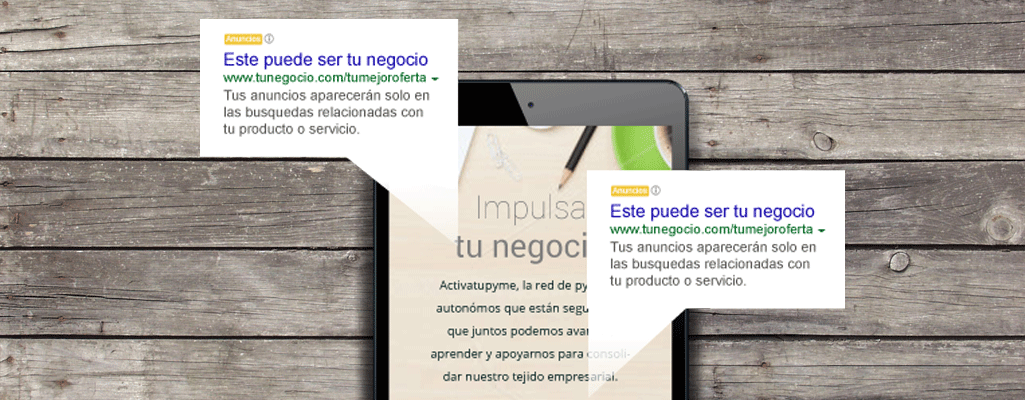 Anuncios
Este puede ser tu negocio
www.tunegocio.com/tumejoroferta
Tus anuncios aparecerán solo en
las busquedas relacionadas con
tu producto o servicio.
Impulsa
tu negoci
Activatupyme, la red de py
autonómos que están segu
que juntos podemos avan
aprender y apoyarnos para consoli-
dar nuestro tejido empresarial.
Anuncios
Este puede ser tu negocio
www.tunegocio.com/tumejoroferta
Tus anuncios aparecerán solo en
las busquedas relacionadas con
tu producto o servicio.